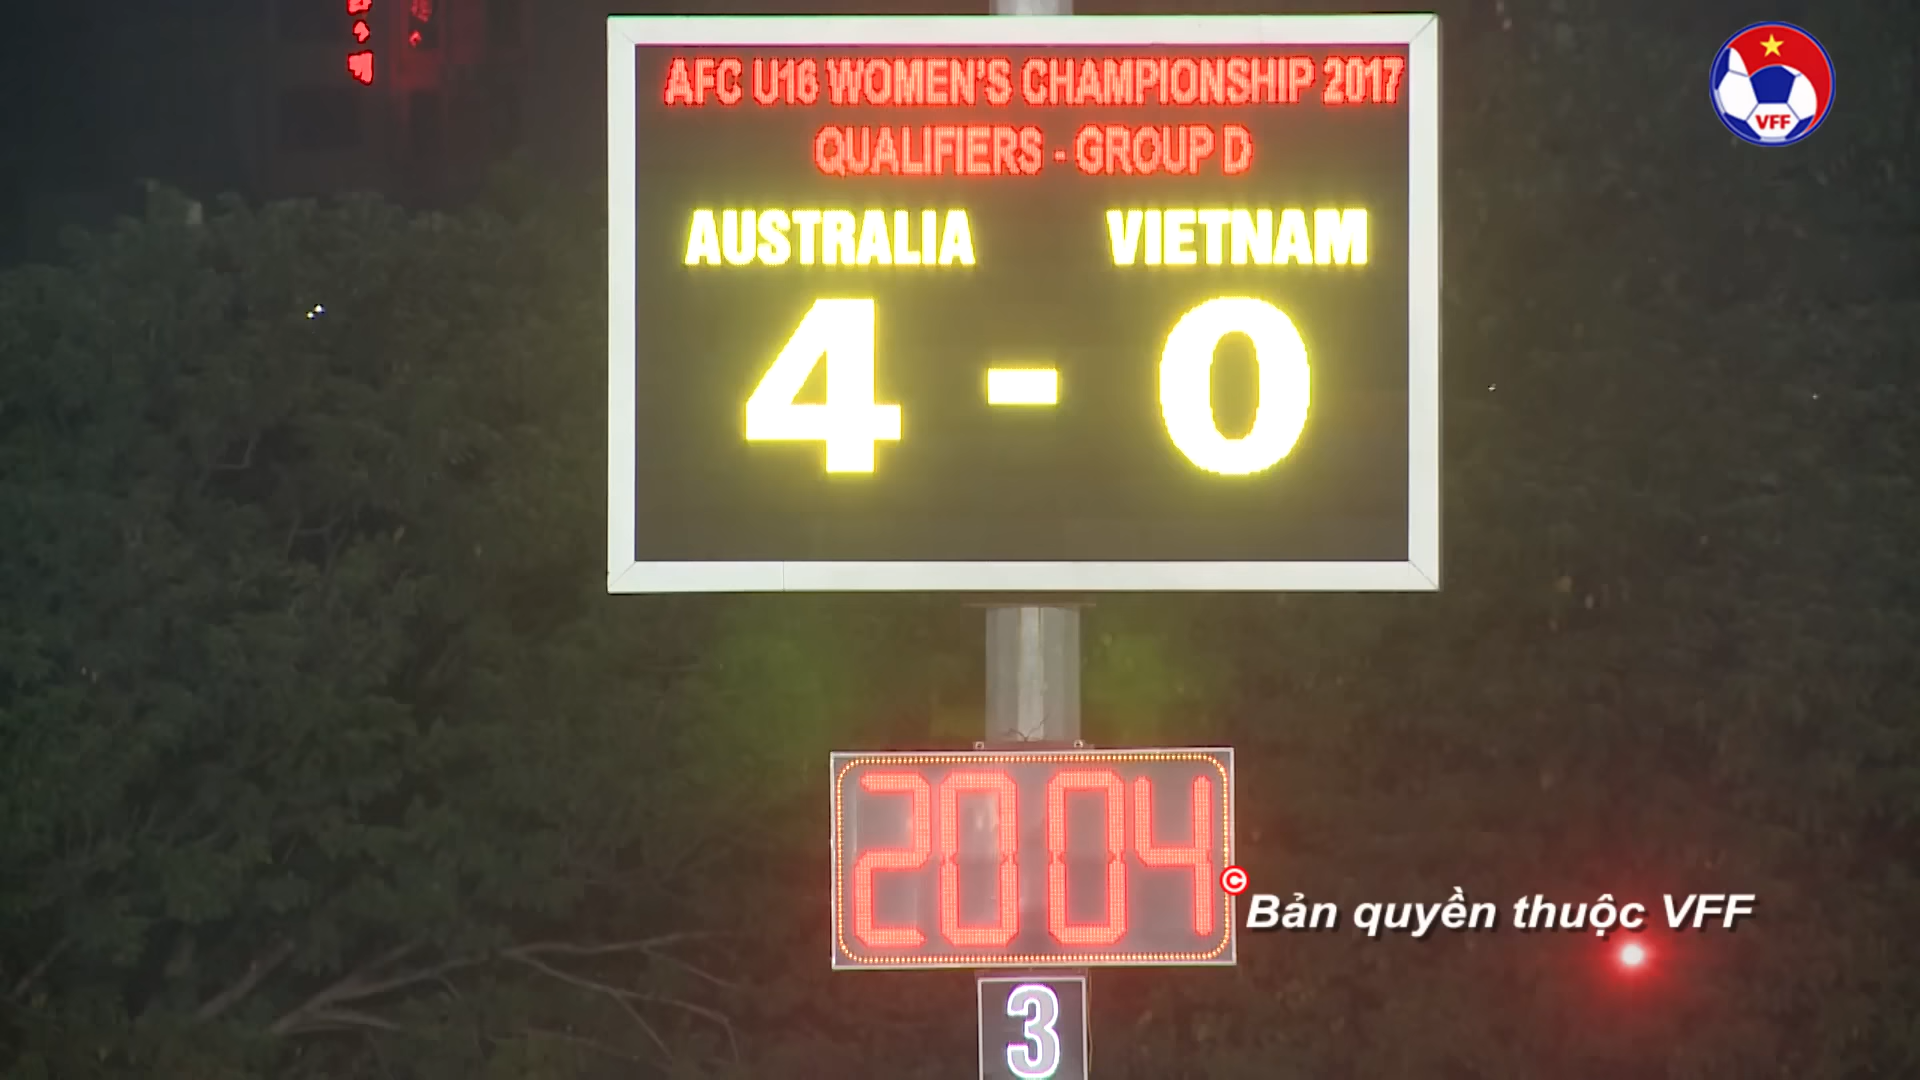 AFC U16 WOMEN'S CHAMPIONSHIP 2017
QUALIFIERS - GROUP D
AUSTRALIA VIETNAM
4 - 0
VFF
20 04
© Bản quyền thuộc VFF
3